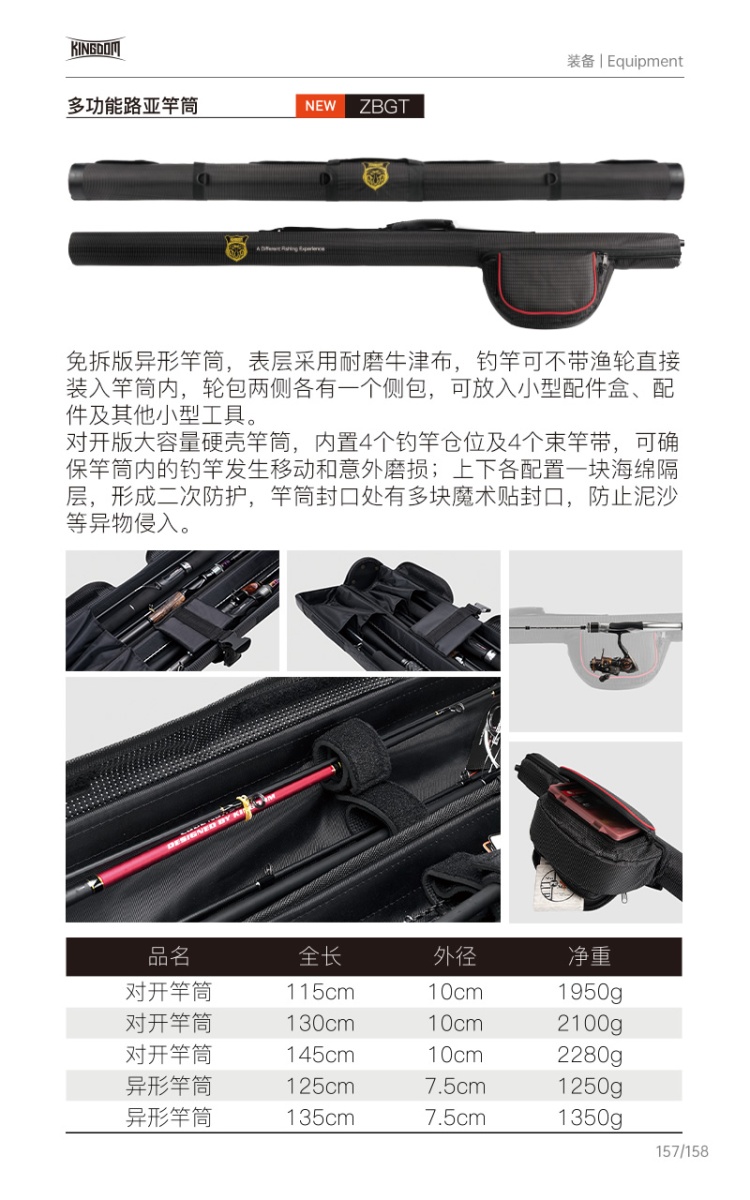 KINGDOM
装备 | Equipment
多功能路亚竿筒 NEW ZBGT
A Different Fishing Experience
免拆版异形竿筒，表层采用耐磨牛津布，钓竿可不带渔轮直接
装入竿筒内，轮包两侧各有一个侧包，可放入小型配件盒、配
件及其他小型工具。
对开版大容量硬壳竿筒，内置4个钓竿仓位及4个束竿带，可确
保竿筒内的钓竿发生移动和意外磨损；上下各配置一块海绵隔
层，形成二次防护，竿筒封口处有多块魔术贴封口，防止泥沙
等异物侵入。
DESIGNED BY
品名 全长 外径 净重
对开竿筒 115cm 10cm 1950g
对开竿筒 130cm 10cm 2100g
对开竿筒 145cm 10cm 2280g
异形竿筒 125cm 7.5cm 1250g
异形竿筒 135cm 7.5cm 1350g
157/158